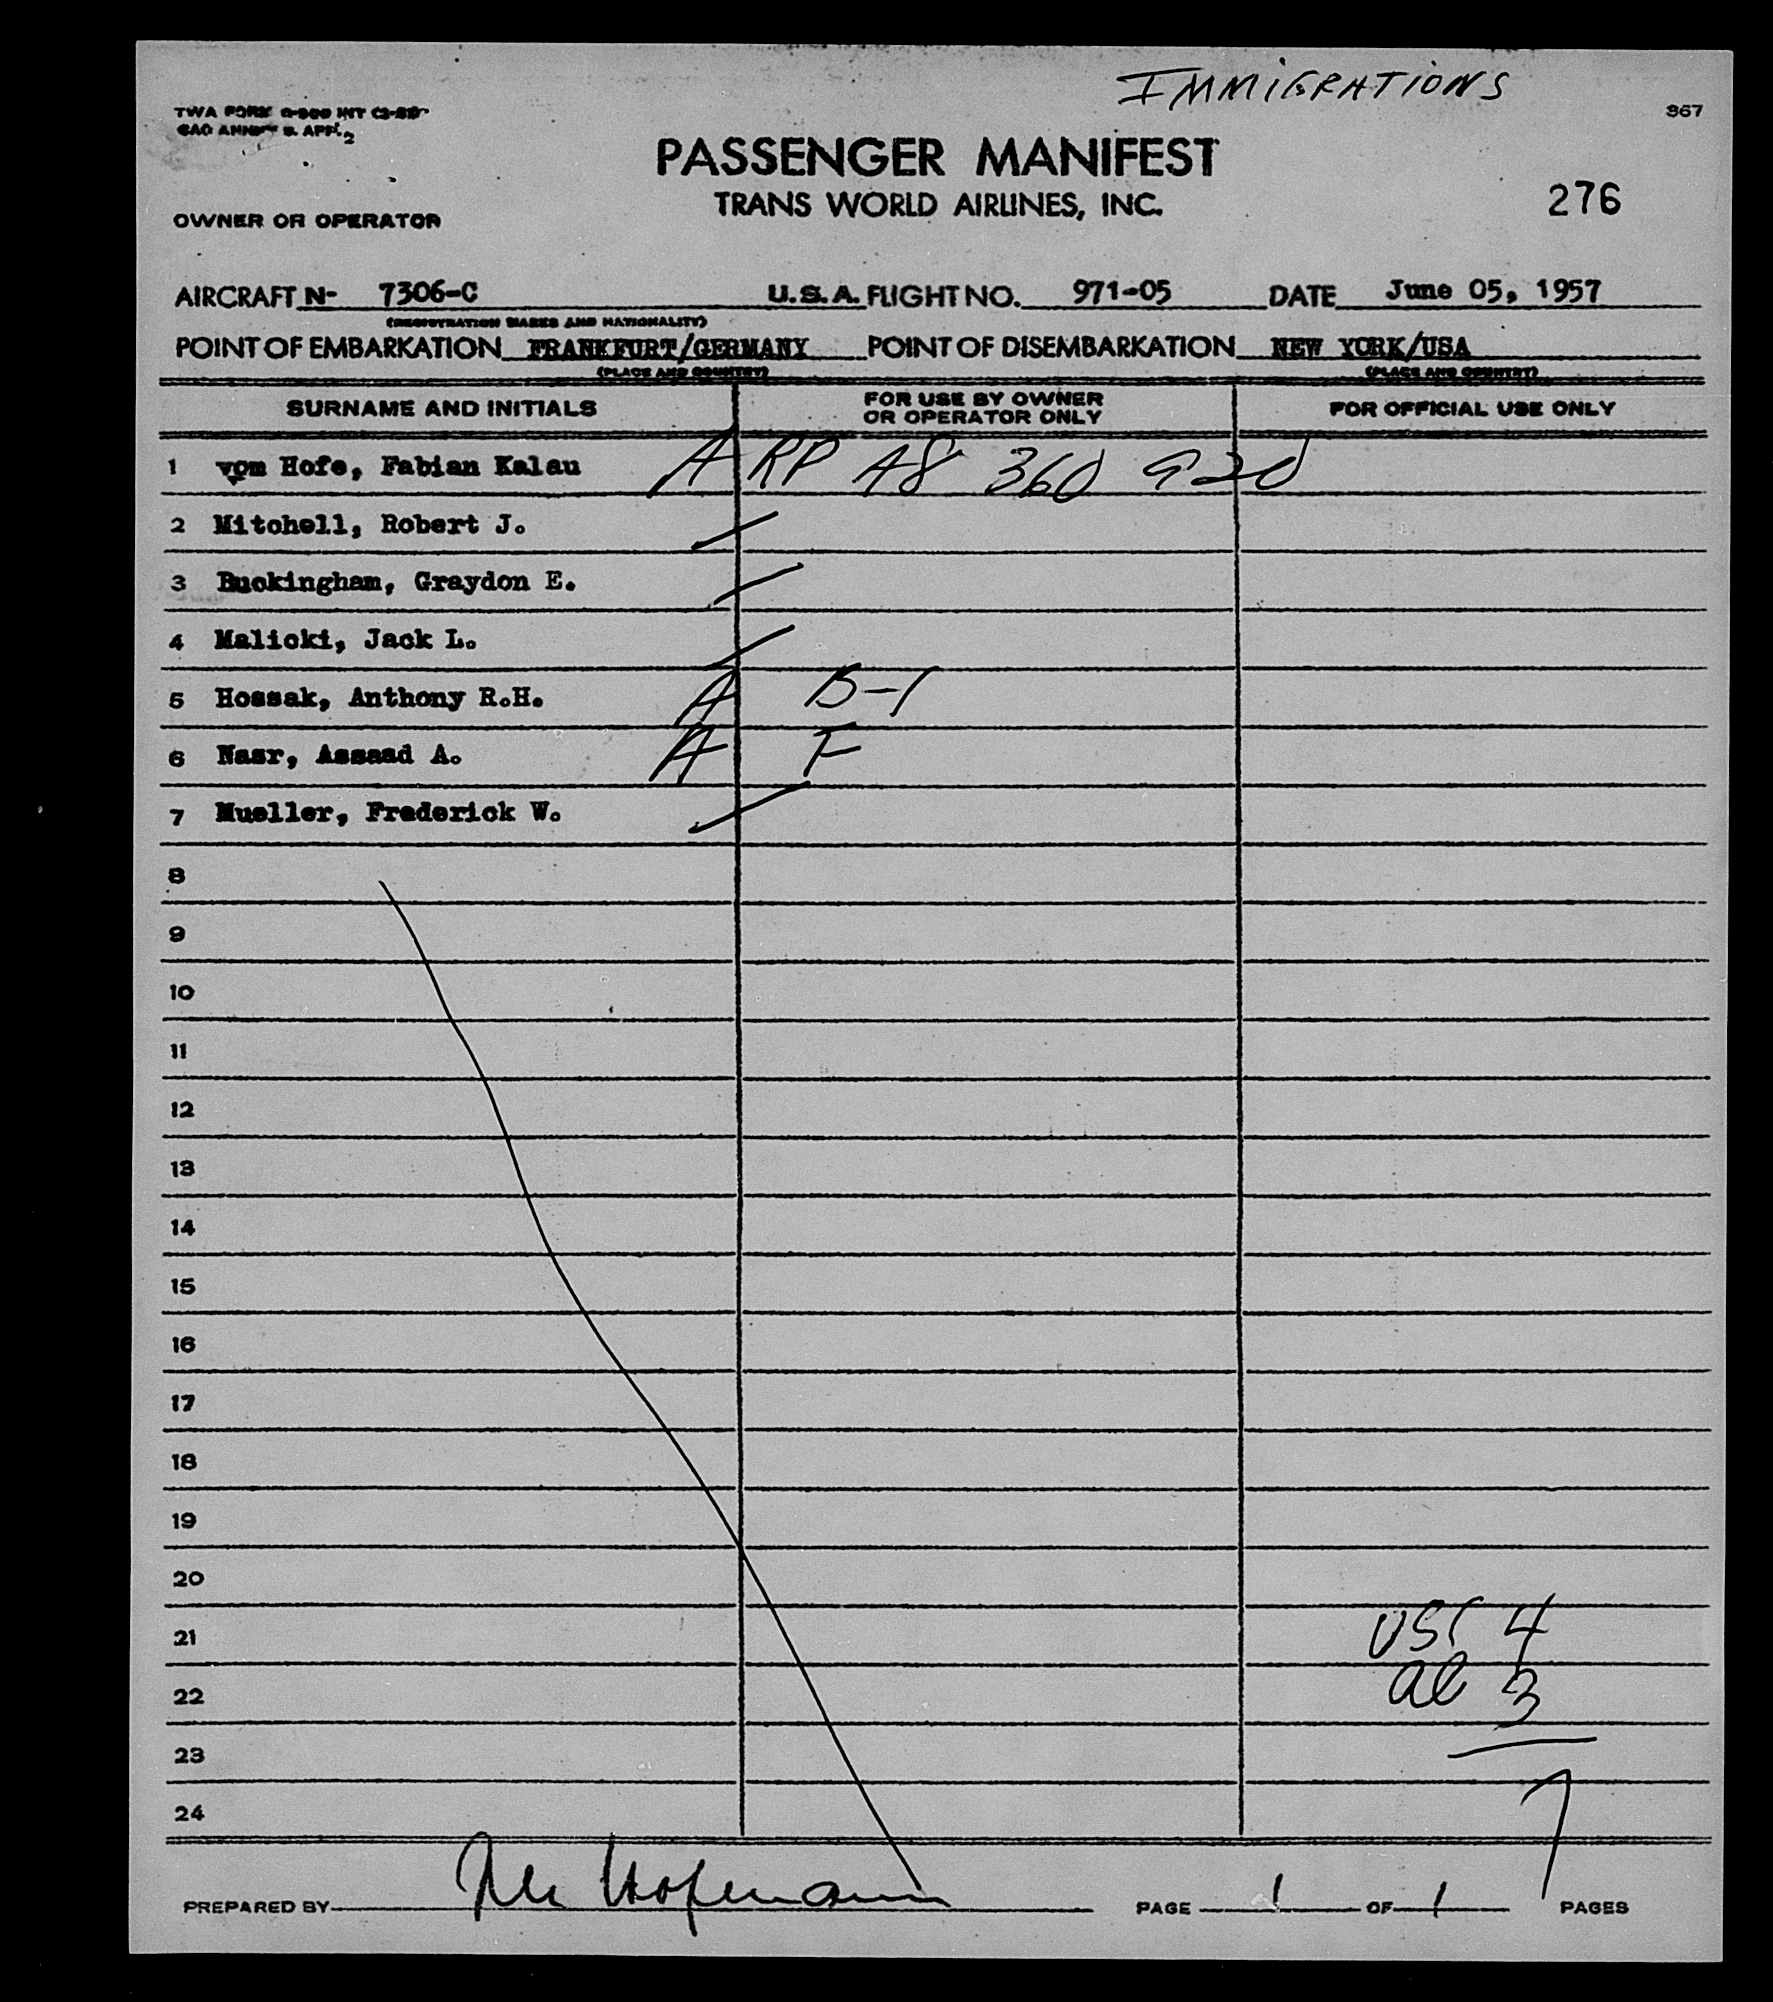 IMMIGRATIONS
TWA FORM
CAO ANNEX 9. APP. 2
367
PASSENGER MANIFEST
TRANS WORLD AIRLINES, INC.
276
OWNER OR OPERATOR
AIRCRAFT N- 7306-C U.S.A. FLIGHT NO. 971-05 DATE June 05, 1957
(REGISTRATION MARKS AND NATIONALITY)
POINT OF EMBARKATION FRANKFURT/GERMANY POINT OF DISEMBARKATION NEW YORK/USA
(PLACE AND COUNTRY) (PLACE AND COUNTRY)
SURNAME AND INITIALS FOR USE BY OWNER OR OPERATOR ONLY FOR OFFICIAL USE ONLY
1 vom Hofe, Fabian Kalau A RP A8 360 920
2 Mitchell, Robert J.
3 Buckingham, Graydon E.
4 Malicki, Jack L.
5 Hossak, Anthony R.H. A B-1
6 Nasr, Assaad A. A F
7 Mueller, Frederick W.
8
9
10
11
12
13
14
15
16
17
18
19
20
21 USC 4
22 al 3
23
24 7
PREPARED BY Hofmann PAGE 1 OF 1 PAGES